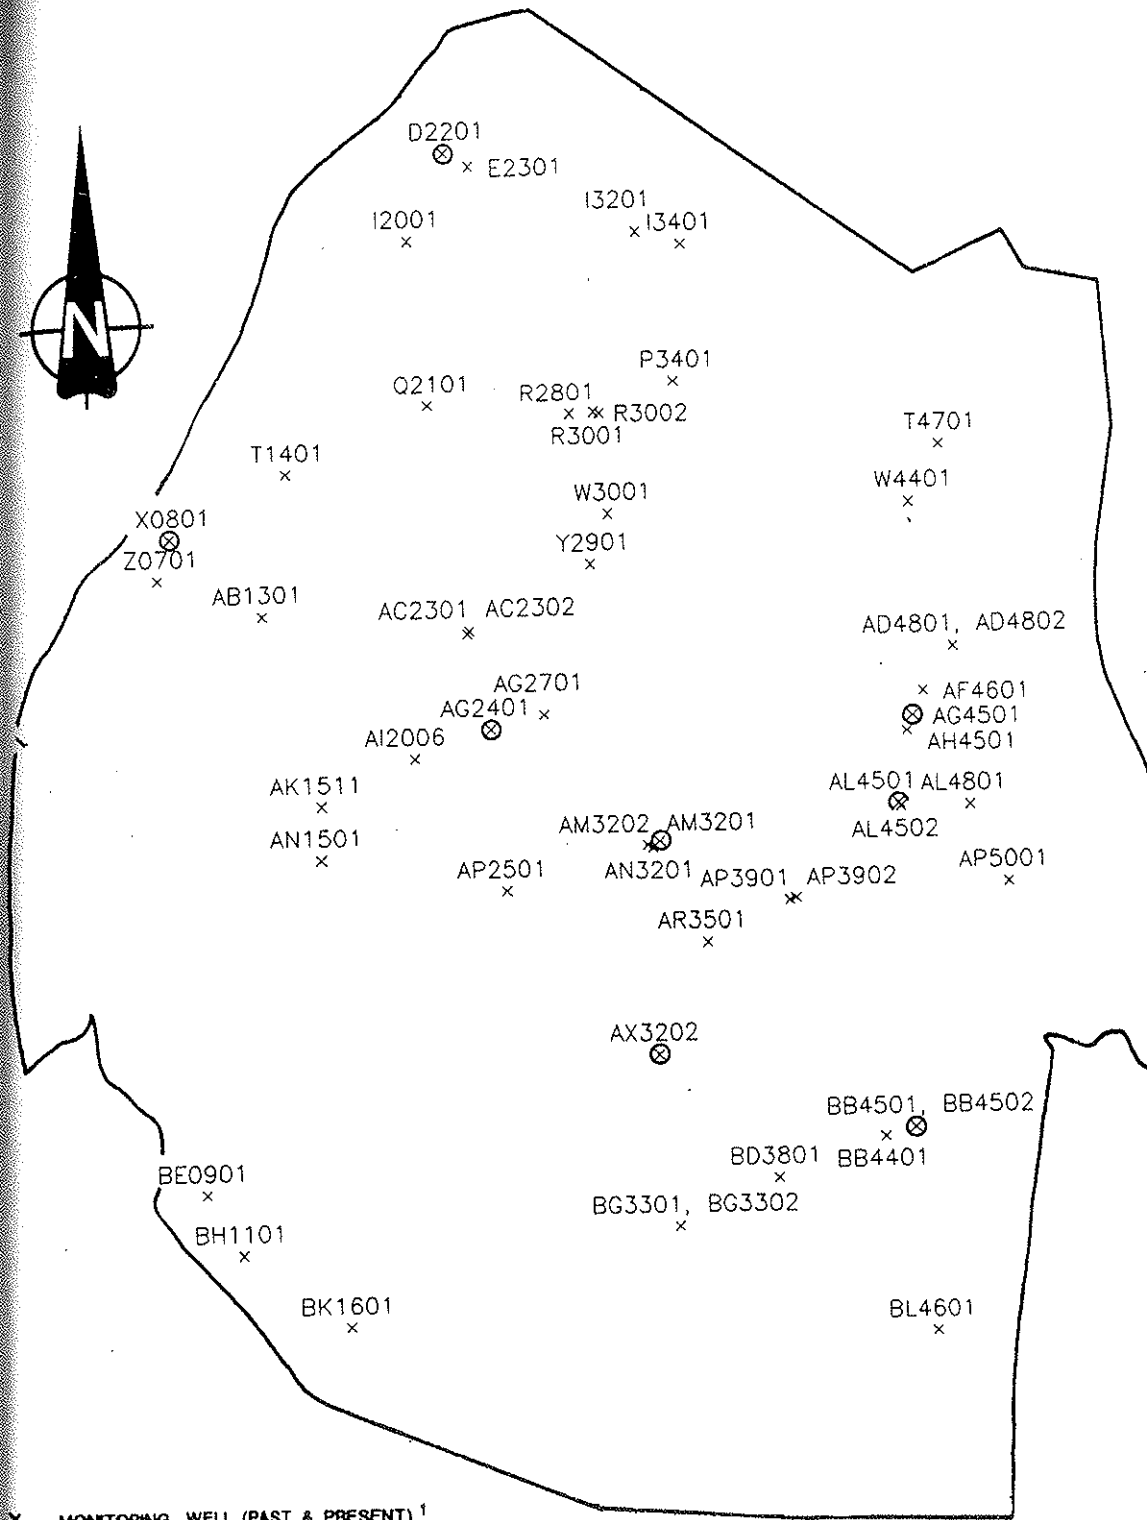 D2201
E2301
I3201
I2001
I3401
N
P3401
Q2101
R2801
R3002
T4701
R3001
T1401
W4401
W3001
X0801
Y2901
Z0701
AB1301
AC2301 AC2302
AD4801, AD4802
AG2701
AF4601
AG2401
AG4501
AI2006
AH4501
AK1511
AL4501 AL4801
AM3202 AM3201
AL4502
AN1501
AP2501
AN3201
AP3901 AP3902
AP5001
AR3501
AX3202
BB4501, BB4502
BD3801
BB4401
BE0901
BG3301, BG3302
BH1101
BK1601
BL4601
X MONITORING WELL (PAST & PRESENT) 1